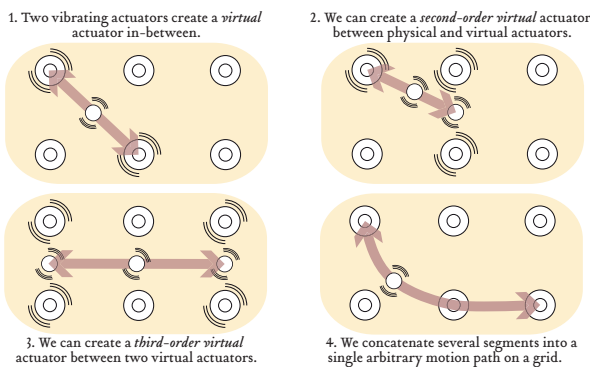 1. Two vibrating actuators create a virtual
actuator in-between.
2. We can create a second-order virtual actuator
between physical and virtual actuators.
3. We can create a third-order virtual
actuator between two virtual actuators.
4. We concatenate several segments into a
single arbitrary motion path on a grid.